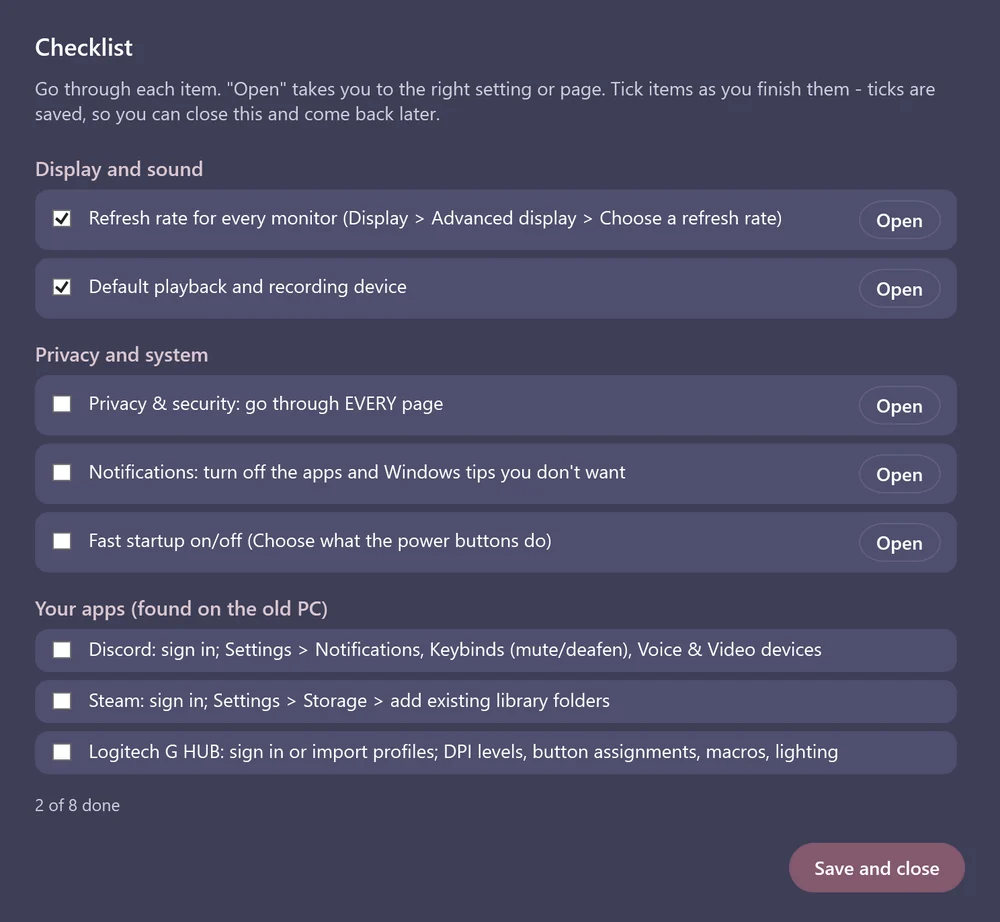 Checklist
Go through each item. "Open" takes you to the right setting or page. Tick items as you finish them - ticks are
saved, so you can close this and come back later.
Display and sound
Refresh rate for every monitor (Display > Advanced display > Choose a refresh rate)
Open
Default playback and recording device
Open
Privacy and system
Privacy & security: go through EVERY page
Open
Notifications: turn off the apps and Windows tips you don't want
Open
Fast startup on/off (Choose what the power buttons do)
Open
Your apps (found on the old PC)
Discord: sign in; Settings > Notifications, Keybinds (mute/deafen), Voice & Video devices
Steam: sign in; Settings > Storage > add existing library folders
Logitech G HUB: sign in or import profiles; DPI levels, button assignments, macros, lighting
2 of 8 done
Save and close